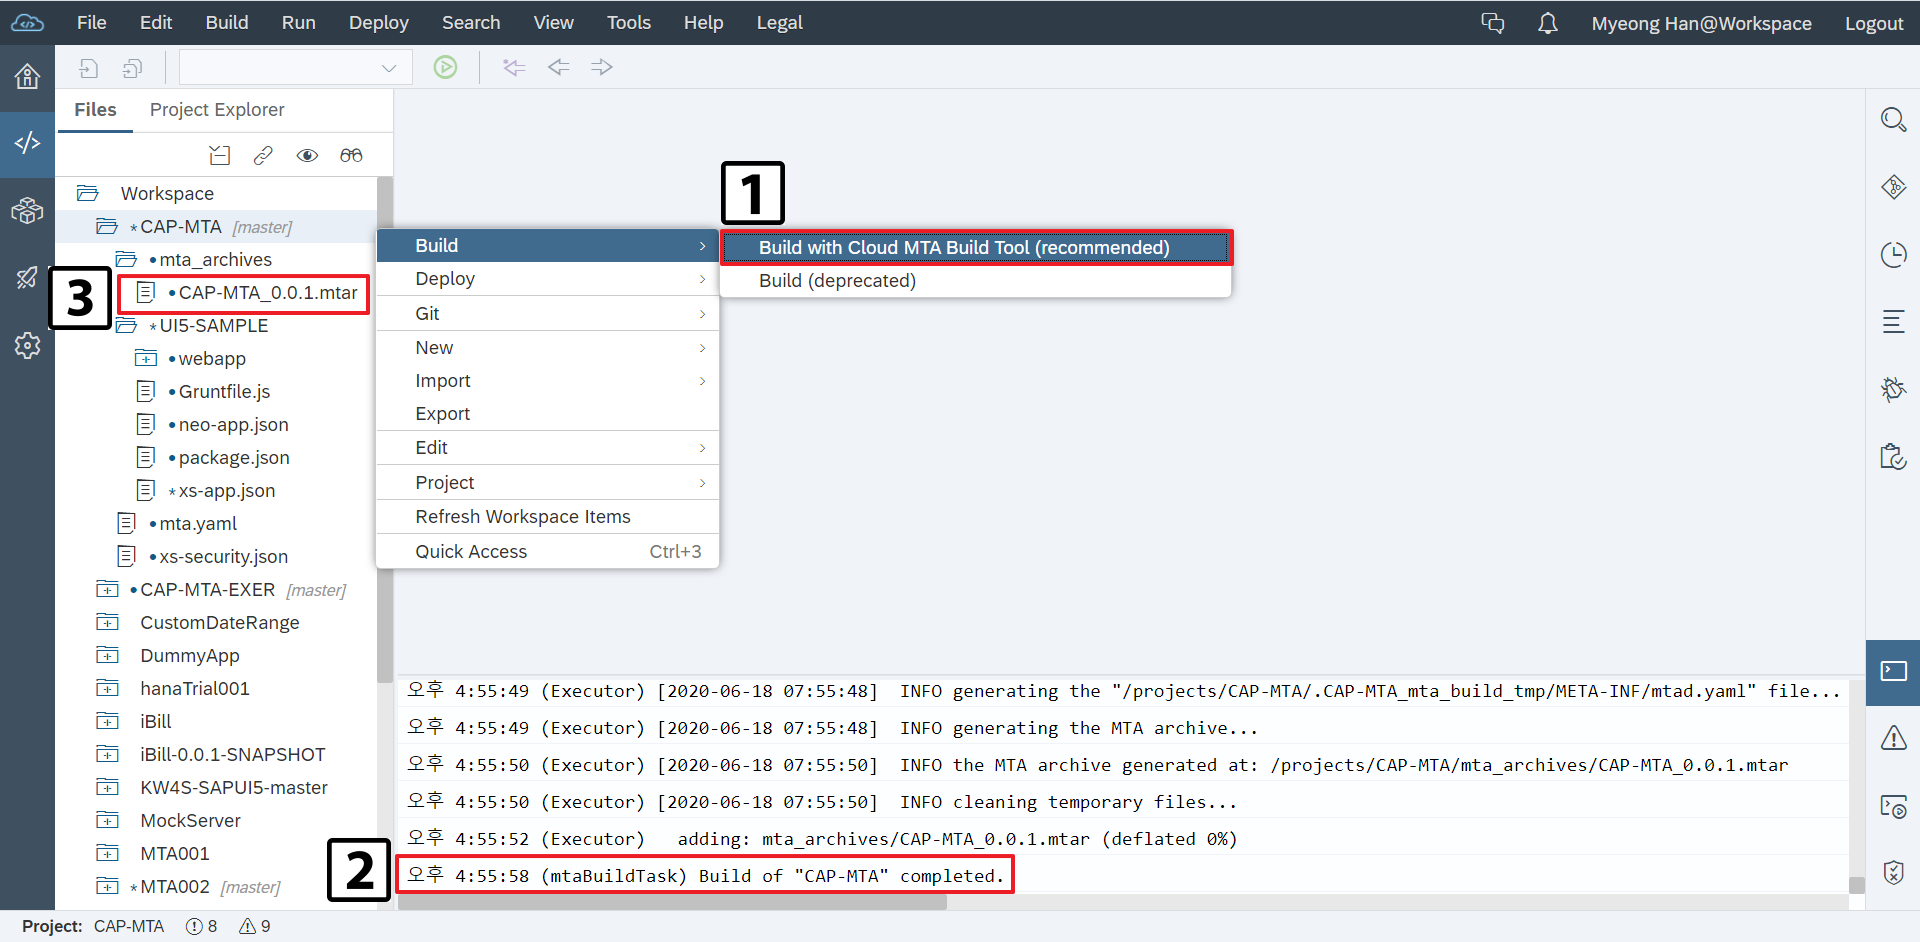 File Edit Build Run Deploy Search View Tools Help Legal Myeong Han@Workspace Logout
Files Project Explorer
Workspace
*CAP-MTA [master]
•mta_archives
3
•CAP-MTA_0.0.1.mtar
*UI5-SAMPLE
•webapp
•Gruntfile.js
•neo-app.json
•package.json
*xs-app.json
•mta.yaml
•xs-security.json
•CAP-MTA-EXER [master]
CustomDateRange
DummyApp
hanaTrial001
iBill
iBill-0.0.1-SNAPSHOT
KW4S-SAPUI5-master
MockServer
MTA001
*MTA002 [master]
Build
Deploy
Git
New
Import
Export
Edit
Project
Refresh Workspace Items
Quick Access Ctrl+3
1
Build with Cloud MTA Build Tool (recommended)
Build (deprecated)
오후 4:55:49 (Executor) [2020-06-18 07:55:48] INFO generating the "/projects/CAP-MTA/.CAP-MTA_mta_build_tmp/META-INF/mtad.yaml" file...
오후 4:55:49 (Executor) [2020-06-18 07:55:48] INFO generating the MTA archive...
오후 4:55:50 (Executor) [2020-06-18 07:55:50] INFO the MTA archive generated at: /projects/CAP-MTA/mta_archives/CAP-MTA_0.0.1.mtar
오후 4:55:50 (Executor) [2020-06-18 07:55:50] INFO cleaning temporary files...
오후 4:55:52 (Executor) adding: mta_archives/CAP-MTA_0.0.1.mtar (deflated 0%)
2
오후 4:55:58 (mtaBuildTask) Build of "CAP-MTA" completed.
Project: CAP-MTA 8 9